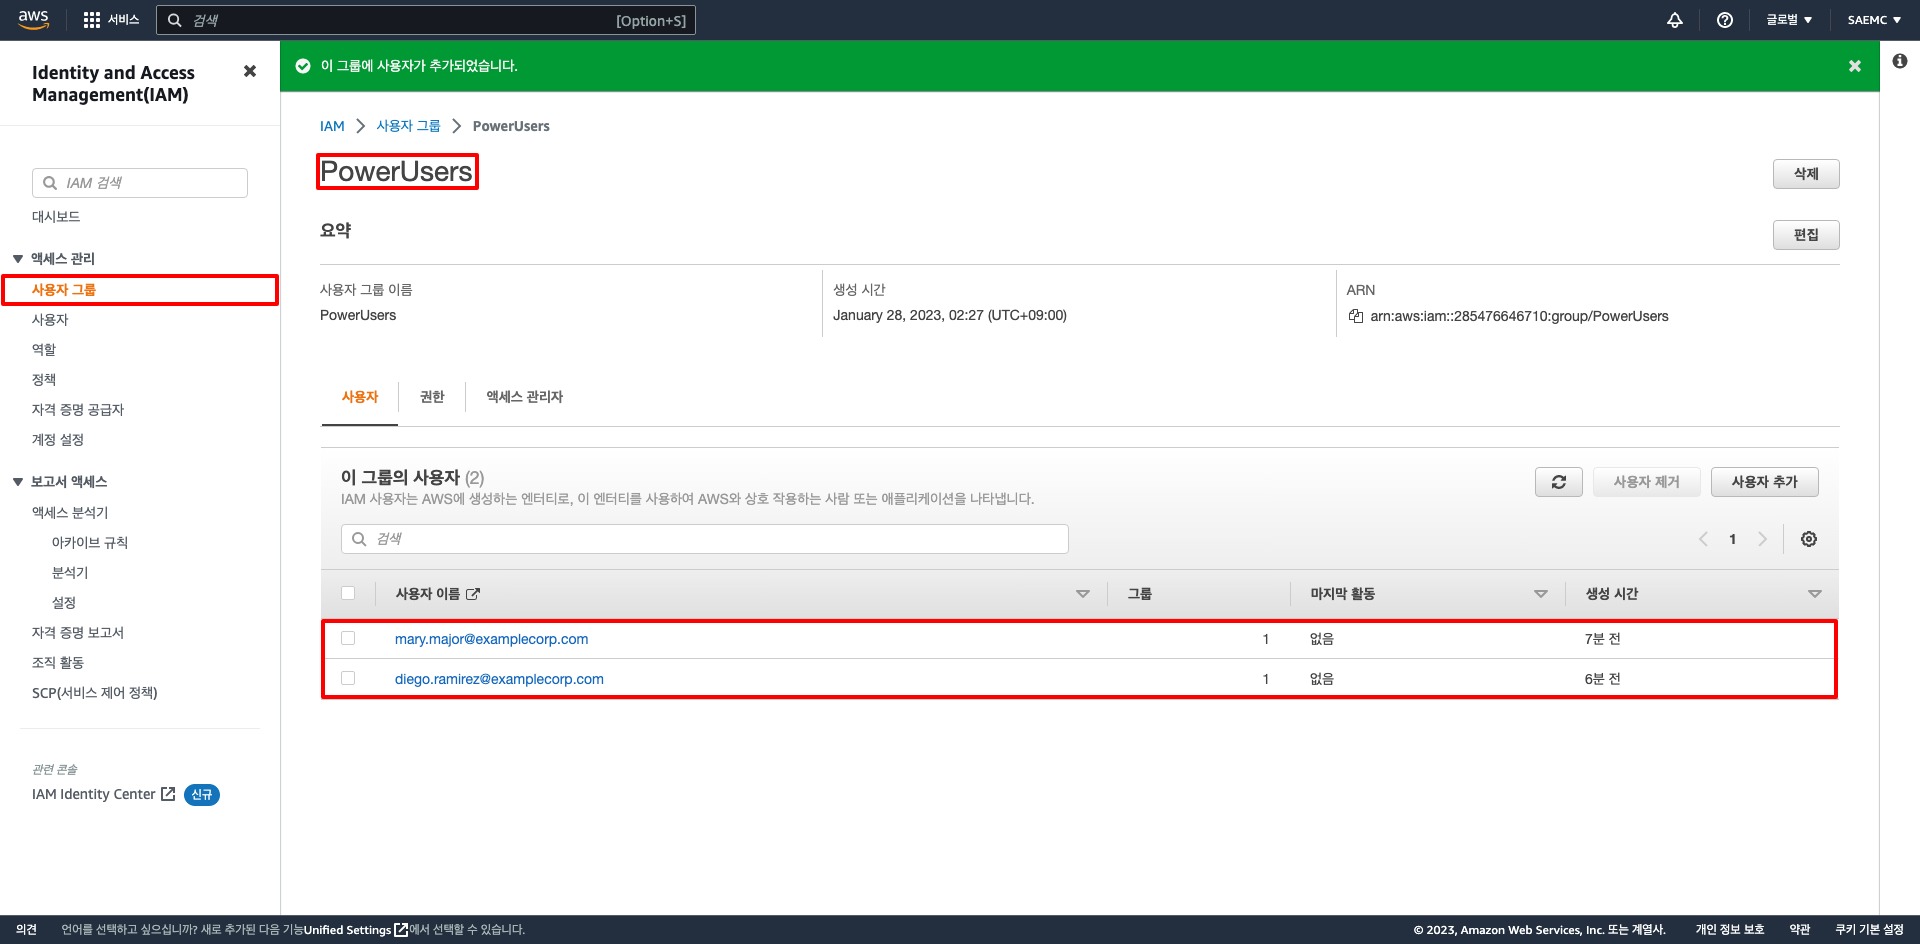 aws
서비스
검색
[Option+S]
글로벌 ▼
SAEMC ▼
Identity and Access
Management(IAM)
IAM 검색
대시보드
▼ 액세스 관리
사용자 그룹
사용자
역할
정책
자격 증명 공급자
계정 설정
▼ 보고서 액세스
액세스 분석기
아카이브 규칙
분석기
설정
자격 증명 보고서
조직 활동
SCP(서비스 제어 정책)
관련 콘솔
IAM Identity Center 신규
이 그룹에 사용자가 추가되었습니다.
IAM > 사용자 그룹 > PowerUsers
PowerUsers
삭제
요약
편집
사용자 그룹 이름
PowerUsers
생성 시간
January 28, 2023, 02:27 (UTC+09:00)
ARN
arn:aws:iam::285476646710:group/PowerUsers
사용자 권한 액세스 관리자
이 그룹의 사용자 (2)
IAM 사용자는 AWS에 생성하는 엔터티로, 이 엔터티를 사용하여 AWS와 상호 작용하는 사람 또는 애플리케이션을 나타냅니다.
사용자 제거
사용자 추가
검색
1
사용자 이름 그룹 마지막 활동 생성 시간
mary.major@examplecorp.com 1 없음 7분 전
diego.ramirez@examplecorp.com 1 없음 6분 전
의견 언어를 선택하고 싶으십니까? 새로 추가된 다음 기능Unified Settings에서 선택할 수 있습니다.
© 2023, Amazon Web Services, Inc. 또는 계열사. 개인 정보 보호 약관 쿠키 기본 설정